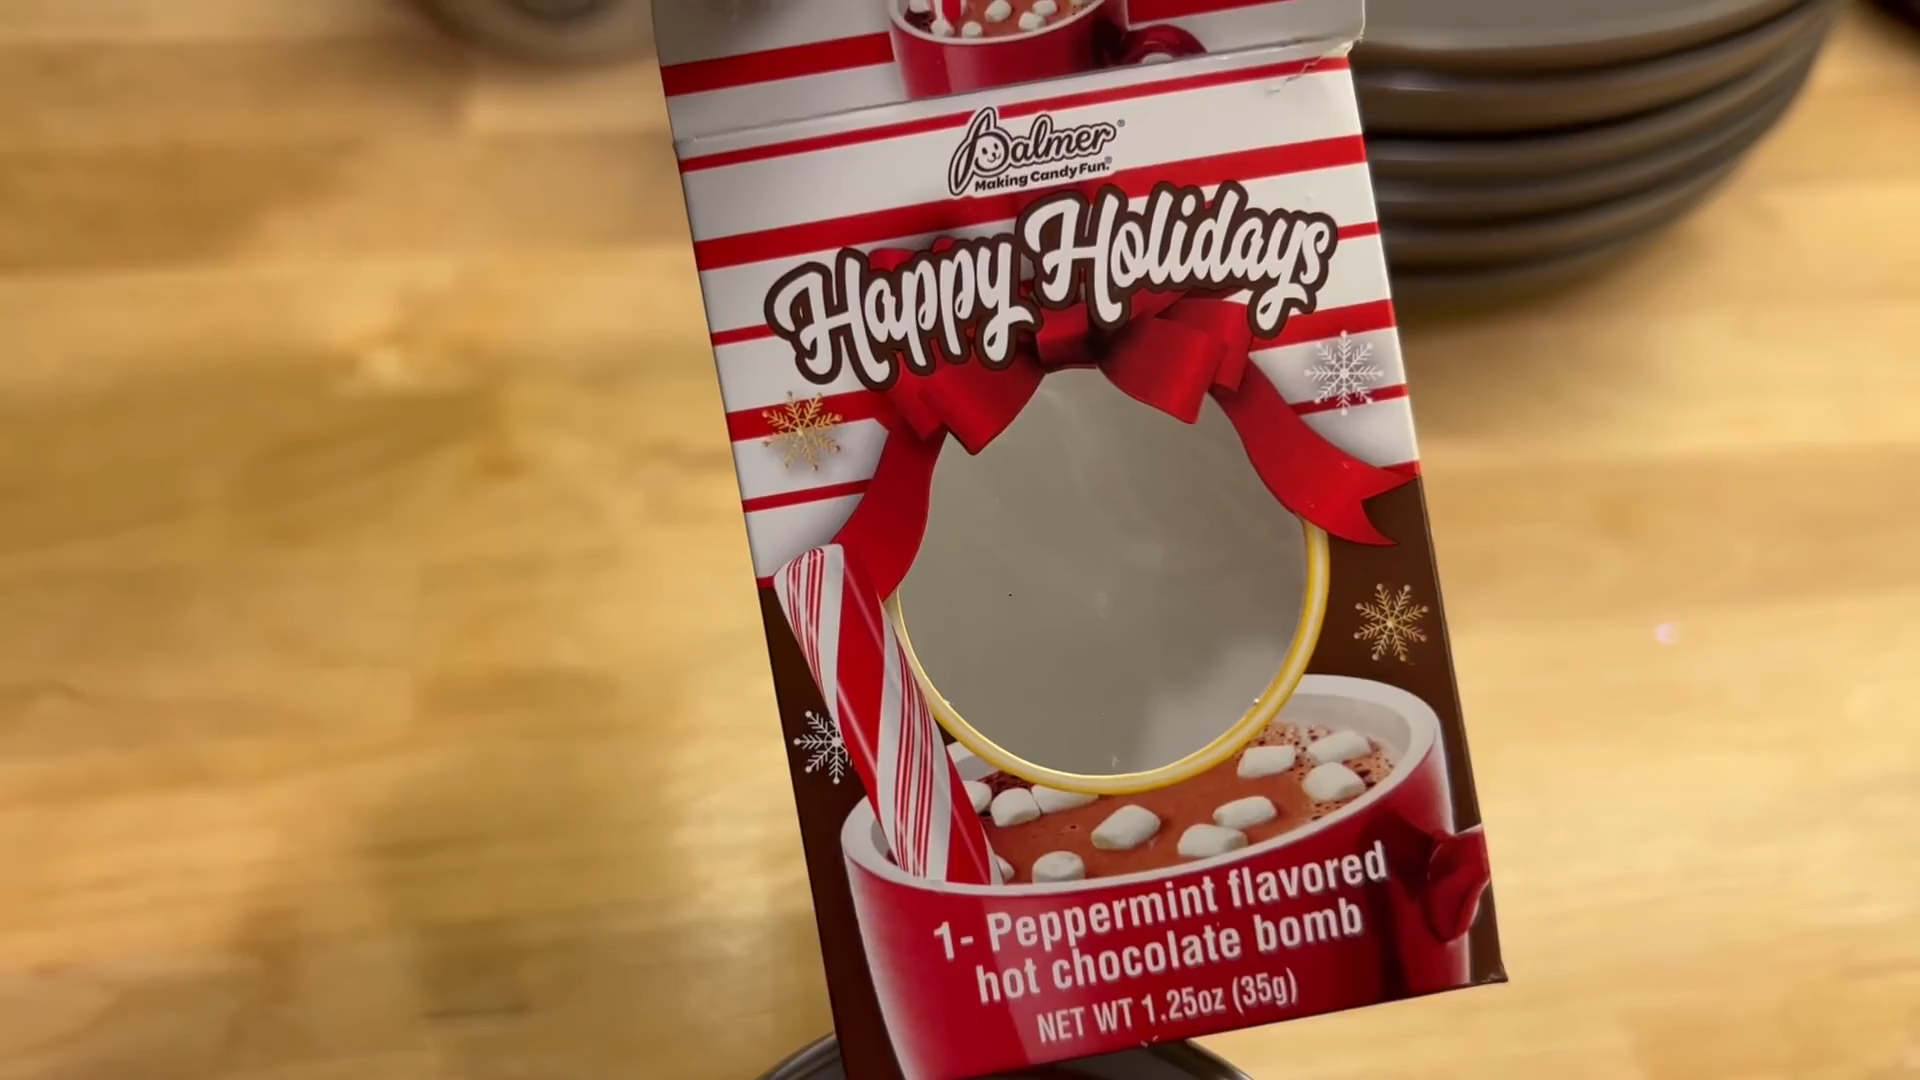 Palmer®
Making Candy Fun.®
Happy Holidays
1- Peppermint flavored
hot chocolate bomb
NET WT 1.25oz (35g)